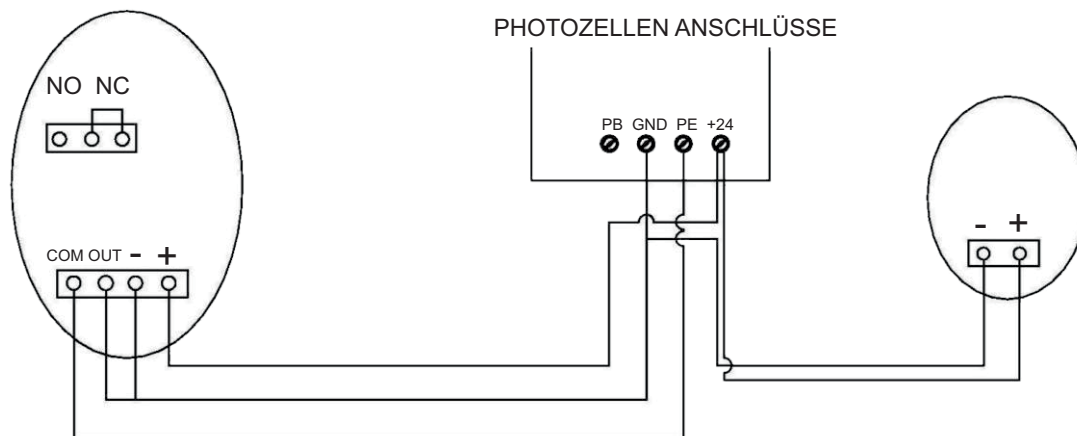 PHOTOZELLEN ANSCHLÜSSE
NO NC
PB GND PE +24
- +
COM OUT - +